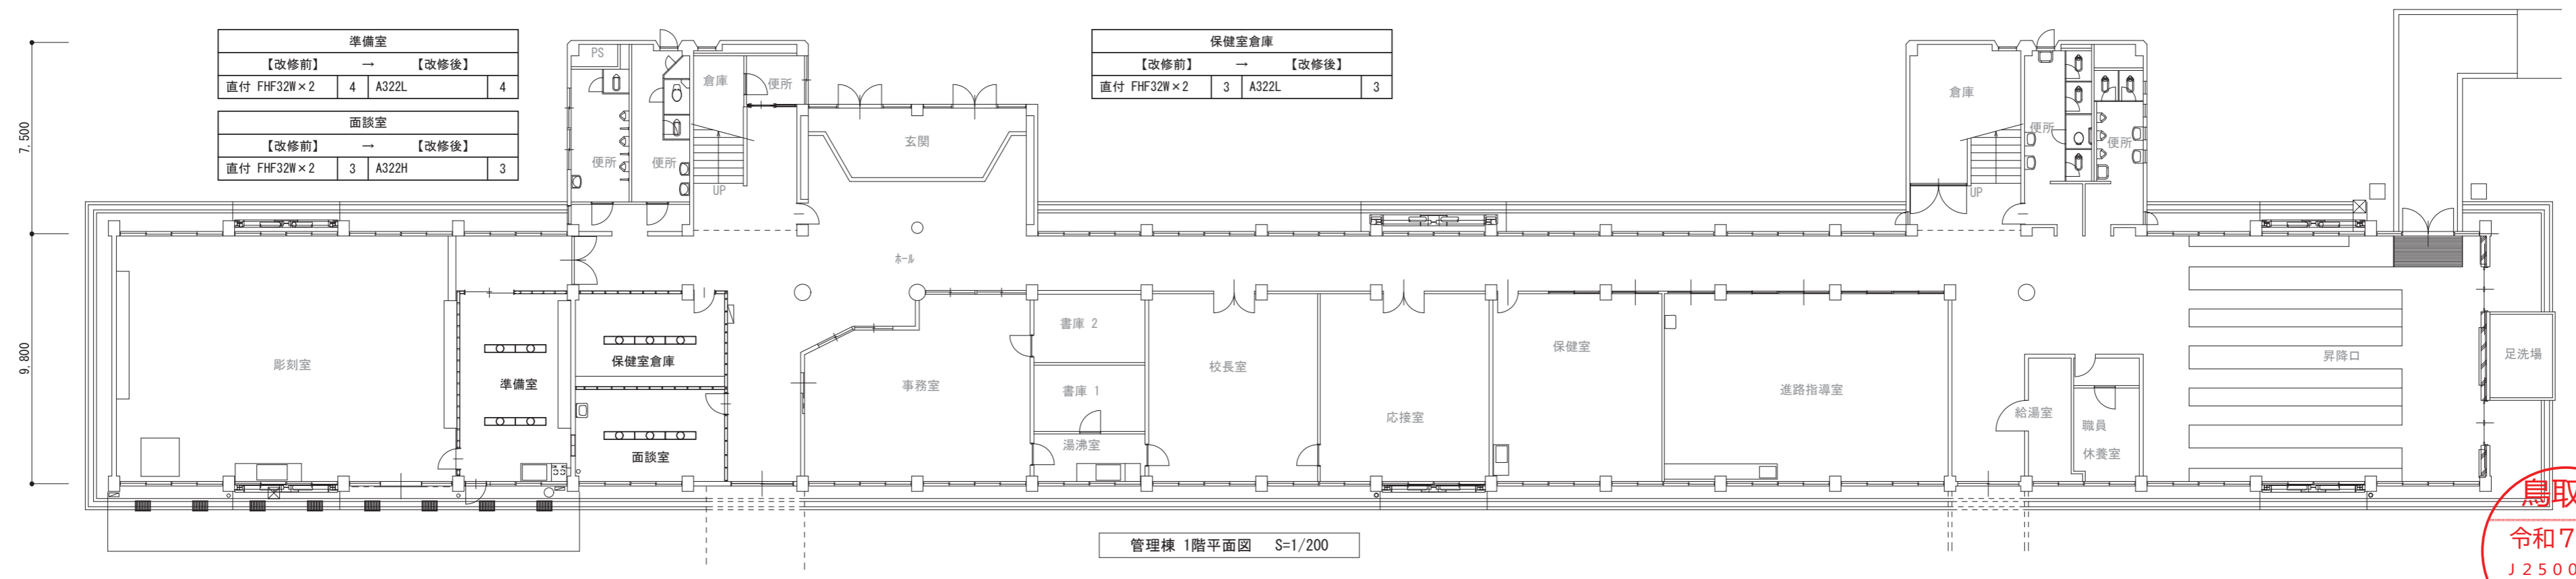 準備室
【改修前】 → 【改修後】
直付 FHF32W×2 4 A322L 4
面談室
【改修前】 → 【改修後】
直付 FHF32W×2 3 A322H 3
保健室倉庫
【改修前】 → 【改修後】
直付 FHF32W×2 3 A322L 3
7,500
9,800
PS
便所
便所
倉庫
便所
UP
玄関
ホール
倉庫
UP
便所
便所
彫刻室
準備室
保健室倉庫
面談室
事務室
書庫 2
書庫 1
湯沸室
校長室
応接室
保健室
進路指導室
給湯室
職員
休養室
昇降口
足洗場
管理棟 1階平面図 S=1/200
鳥取
令和7
J2500